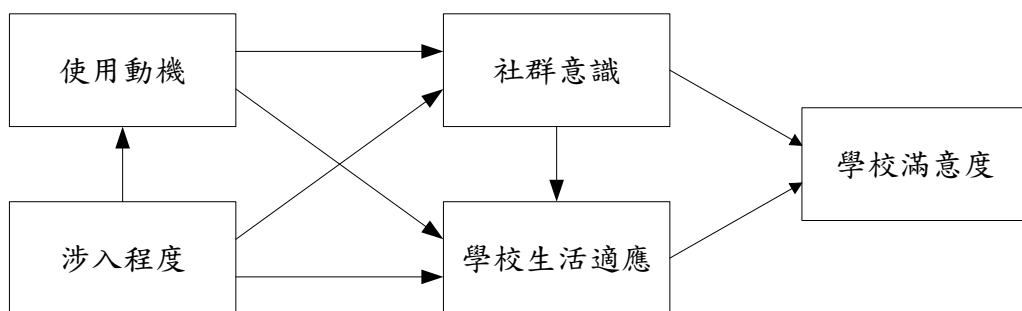 使用動機
社群意識
學校滿意度
涉入程度
學校生活適應